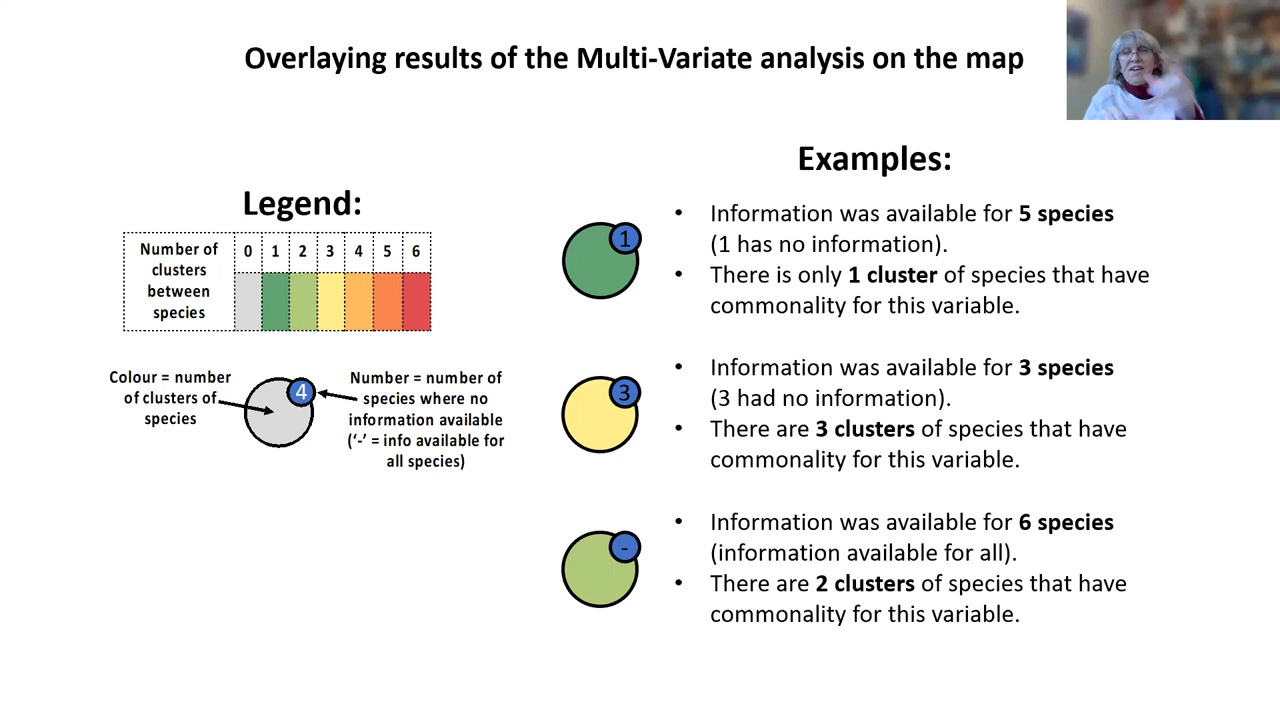 Overlaying results of the Multi-Variate analysis on the map
Legend:
Number of
clusters
between
species
0 1 2 3 4 5 6
Colour = number
of clusters of
species
4
Number = number of
species where no
information available
(‘-’ = info available for
all species)
Examples:
1
• Information was available for 5 species
(1 has no information).
• There is only 1 cluster of species that have
commonality for this variable.
3
• Information was available for 3 species
(3 had no information).
• There are 3 clusters of species that have
commonality for this variable.
-
• Information was available for 6 species
(information available for all).
• There are 2 clusters of species that have
commonality for this variable.